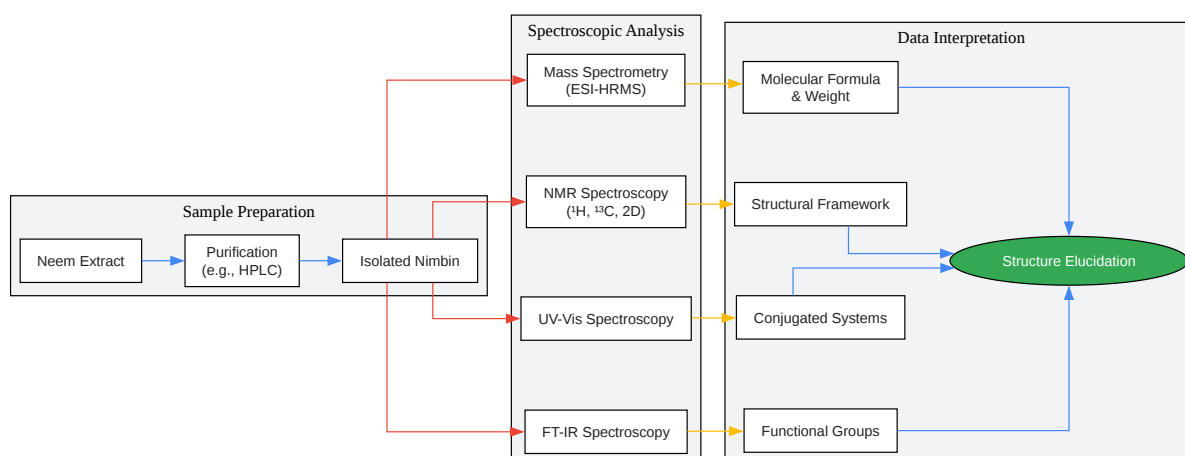 Spectroscopic Analysis
Data Interpretation
Mass Spectrometry
(ESI-HRMS)
Molecular Formula
& Weight
Sample Preparation
NMR Spectroscopy
(¹H, ¹³C, 2D)
Structural Framework
Neem Extract
Purification
(e.g., HPLC)
Isolated Nimbin
Structure Elucidation
UV-Vis Spectroscopy
Conjugated Systems
FT-IR Spectroscopy
Functional Groups